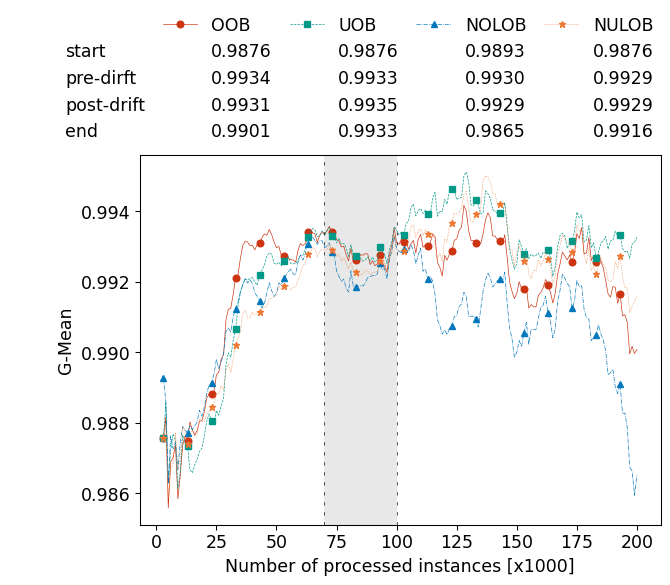 OOB UOB NOLOB NULOB
start 0.9876 0.9876 0.9893 0.9876
pre-dirft 0.9934 0.9933 0.9930 0.9929
post-drift 0.9931 0.9935 0.9929 0.9929
end 0.9901 0.9933 0.9865 0.9916
0.994
0.992
0.990
0.988
0.986
G-Mean
0 25 50 75 100 125 150 175 200
Number of processed instances [x1000]